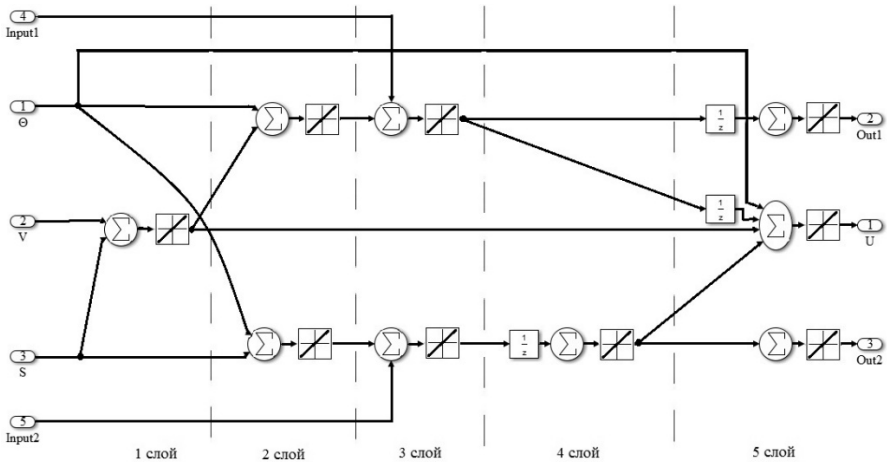 4
Input1
1
Θ
2
V
3
S
5
Input2
Σ
Σ
Σ
Σ
Σ
Σ
Σ
Σ
Σ
1
z
1
z
1
z
2
Out1
1
U
3
Out2
1 слой
2 слой
3 слой
4 слой
5 слой